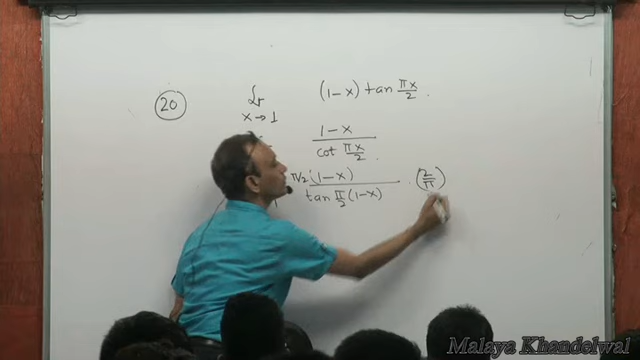 20 Lt (1-x) tan πx/2 .
x→1
1-x
cot πx/2 .
π/2 (1-x) (2/π)
tan π/2 (1-x)
Malaya Khandelwal